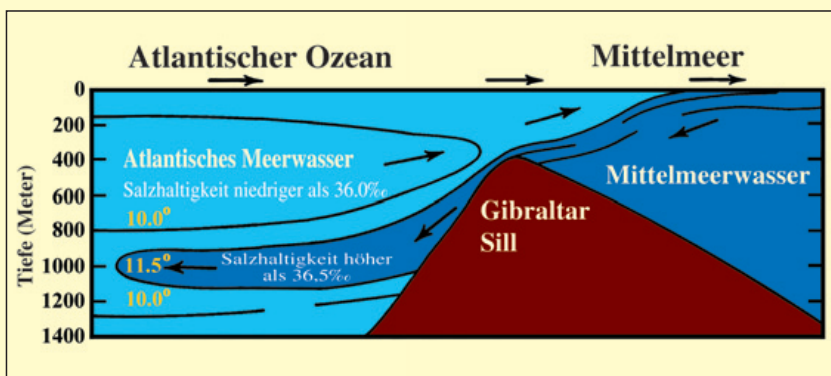 Atlantischer Ozean
Mittelmeer
0
200
400
600
800
1000
1200
1400
Tiefe (Meter)
Atlantisches Meerwasser
Salzhaltigkeit niedriger als 36.0‰
10.0°
11.5°
10.0°
Salzhaltigkeit höher
als 36,5‰
Gibraltar
Sill
Mittelmeerwasser